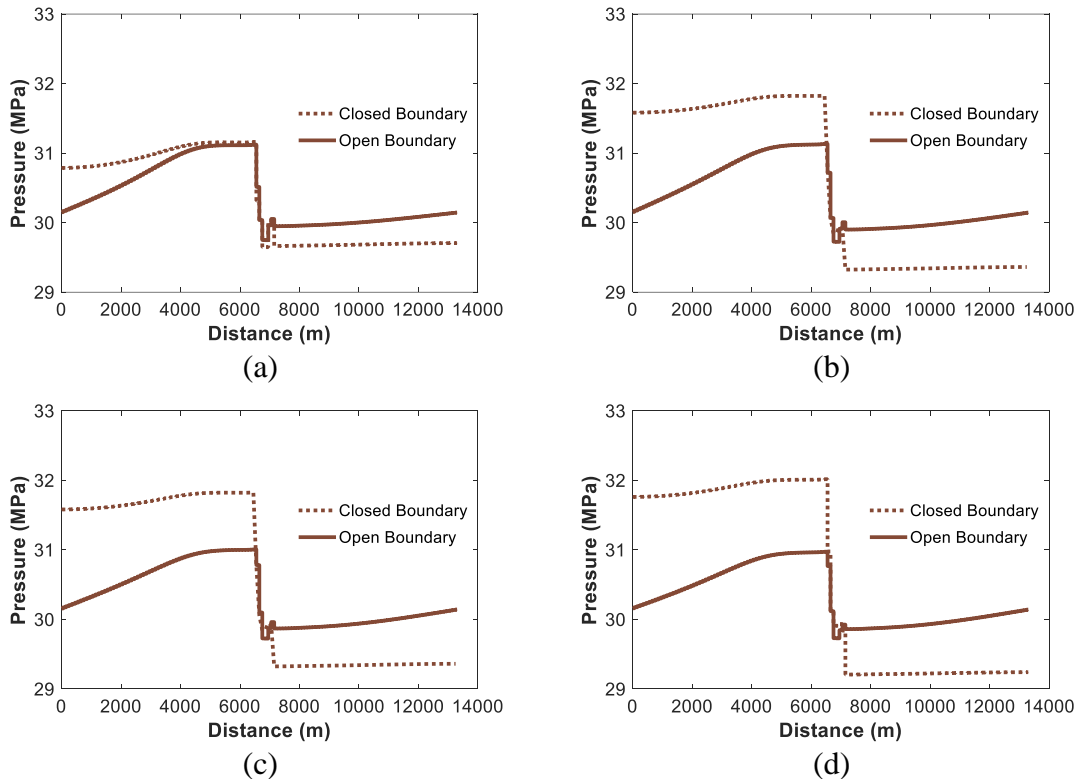 33
32
31
30
29
Pressure (MPa)
Closed Boundary
Open Boundary
0 2000 4000 6000 8000 10000 12000 14000
Distance (m)
(a)
33
32
31
30
29
Pressure (MPa)
Closed Boundary
Open Boundary
0 2000 4000 6000 8000 10000 12000 14000
Distance (m)
(b)
33
32
31
30
29
Pressure (MPa)
Closed Boundary
Open Boundary
0 2000 4000 6000 8000 10000 12000 14000
Distance (m)
(c)
33
32
31
30
29
Pressure (MPa)
Closed Boundary
Open Boundary
0 2000 4000 6000 8000 10000 12000 14000
Distance (m)
(d)